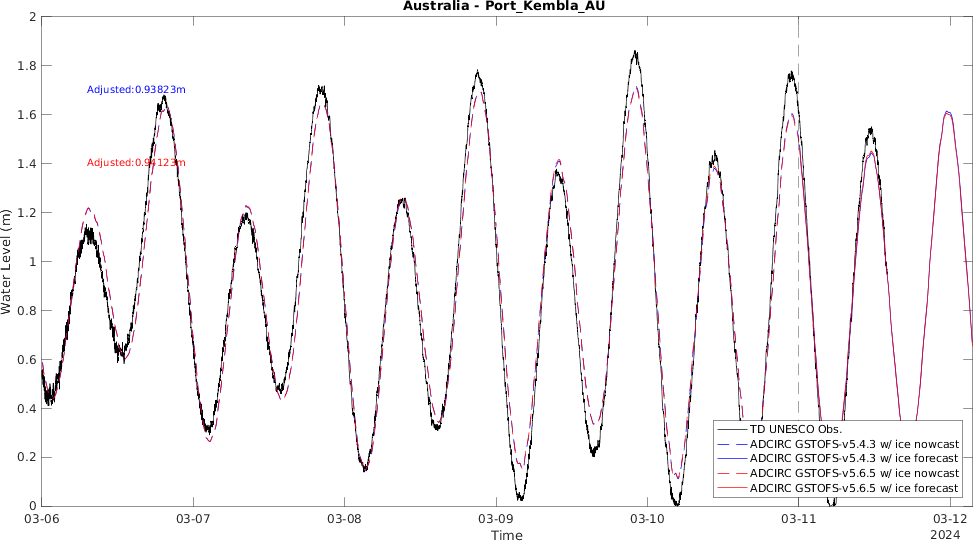 Australia - Port_Kembla_AU
Water Level (m)
2
1.8
1.6
1.4
1.2
1
0.8
0.6
0.4
0.2
0
Adjusted:0.93823m
Adjusted:0.94123m
TD UNESCO Obs.
ADCIRC GSTOFS-v5.4.3 w/ ice nowcast
ADCIRC GSTOFS-v5.4.3 w/ ice forecast
ADCIRC GSTOFS-v5.6.5 w/ ice nowcast
ADCIRC GSTOFS-v5.6.5 w/ ice forecast
03-06 03-07 03-08 03-09 03-10 03-11 03-12
Time
2024